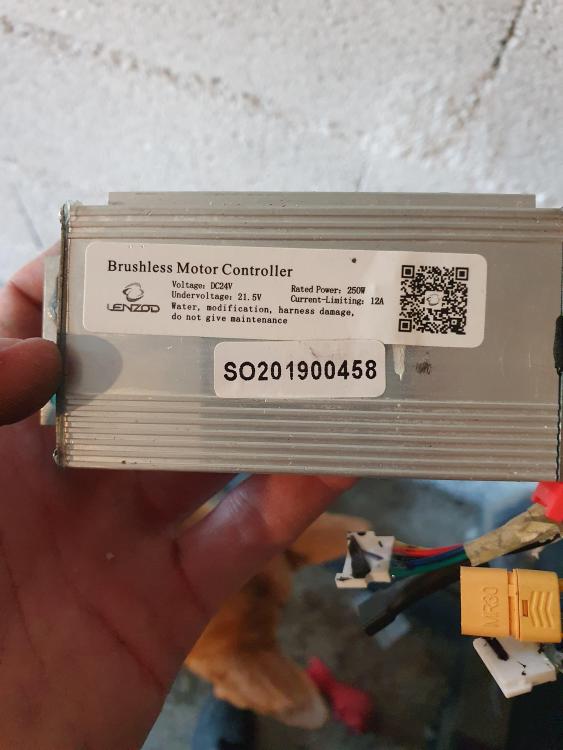 Brushless Motor Controller
LENZOD
Voltage: DC24V
Rated Power: 250W
Undervoltage: 21.5V
Current-Limiting: 12A
Water, modification, harness damage,
do not give maintenance
SO201900458
MR30